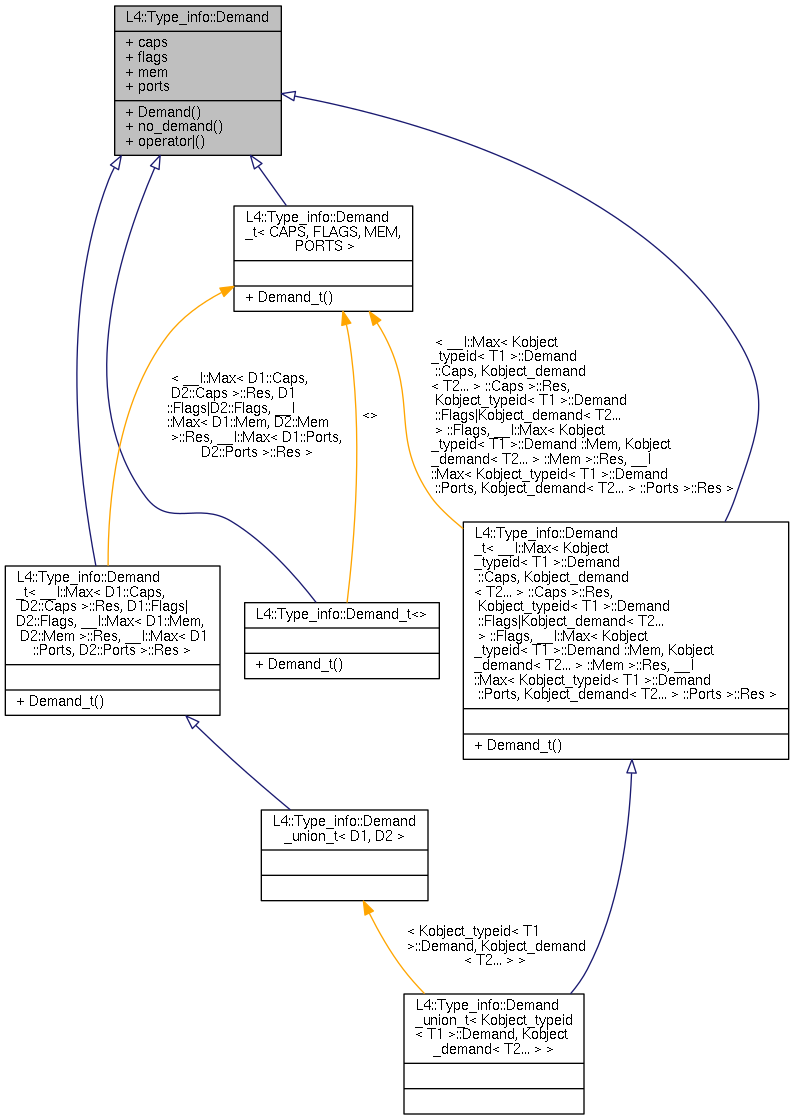 L4::Type_info::Demand
+ caps
+ flags
+ mem
+ ports
+ Demand()
+ no_demand()
+ operator|()
L4::Type_info::Demand
_t< CAPS, FLAGS, MEM,
PORTS >
+ Demand_t()
< __I::Max< D1::Caps,
D2::Caps >::Res, D1
::Flags|D2::Flags, __I
::Max< D1::Mem, D2::Mem
>::Res, __I::Max< D1::Ports,
D2::Ports >::Res >
<>
< __I::Max< Kobject
_typeid< T1 >::Demand
::Caps, Kobject_demand
< T2... > ::Caps >::Res,
Kobject_typeid< T1 >::Demand
::Flags|Kobject_demand< T2...
> ::Flags, __I::Max< Kobject
_typeid< T1 >::Demand ::Mem, Kobject
_demand< T2... > ::Mem >::Res, __I
::Max< Kobject_typeid< T1 >::Demand
::Ports, Kobject_demand< T2... > ::Ports >::Res >
L4::Type_info::Demand
_t< __I::Max< D1::Caps,
D2::Caps >::Res, D1::Flags|
D2::Flags, __I::Max< D1::Mem,
D2::Mem >::Res, __I::Max< D1
::Ports, D2::Ports >::Res >
+ Demand_t()
L4::Type_info::Demand_t<>
+ Demand_t()
L4::Type_info::Demand
_t< __I::Max< Kobject
_typeid< T1 >::Demand
::Caps, Kobject_demand
< T2... > ::Caps >::Res,
Kobject_typeid< T1 >::Demand
::Flags|Kobject_demand< T2...
> ::Flags, __I::Max< Kobject
_typeid< T1 >::Demand ::Mem, Kobject
_demand< T2... > ::Mem >::Res, __I
::Max< Kobject_typeid< T1 >::Demand
::Ports, Kobject_demand< T2... > ::Ports >::Res >
+ Demand_t()
L4::Type_info::Demand
_union_t< D1, D2 >
< Kobject_typeid< T1
>::Demand, Kobject_demand
< T2... > >
L4::Type_info::Demand
_union_t< Kobject_typeid
< T1 >::Demand, Kobject
_demand< T2... > >